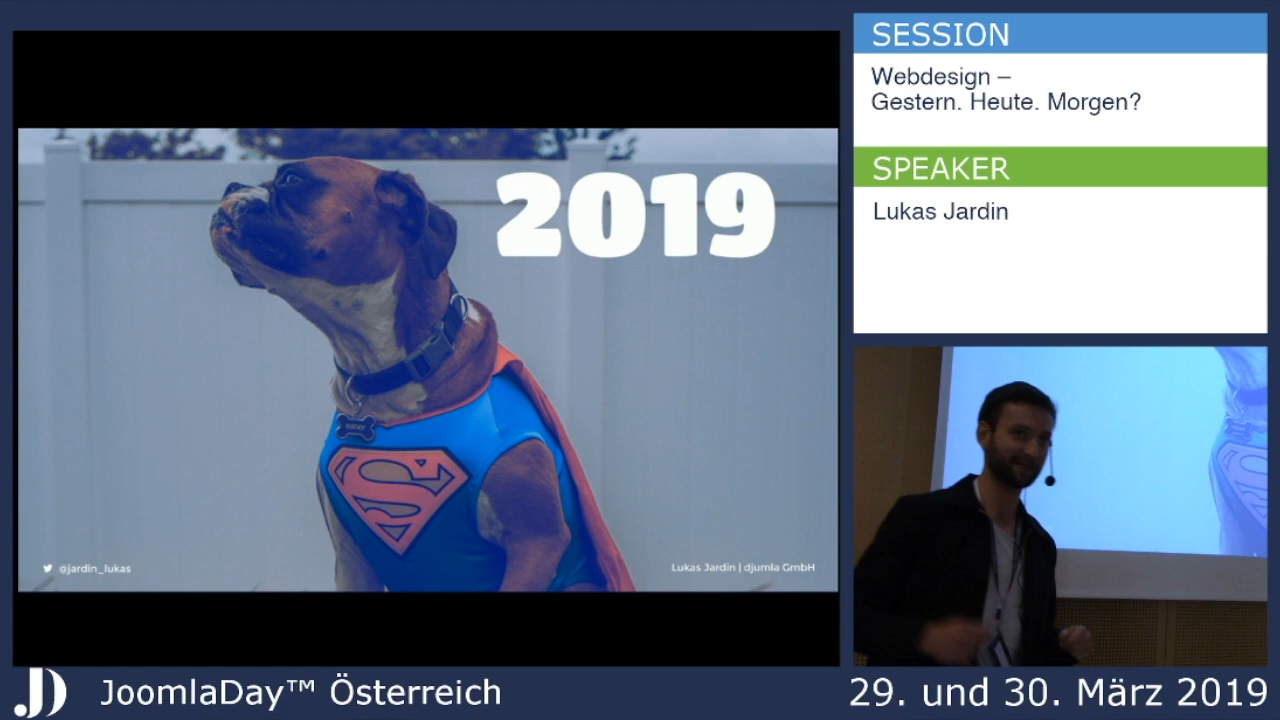 SESSION
Webdesign –
Gestern. Heute. Morgen?
SPEAKER
Lukas Jardin
2019
@jardin_lukas
Lukas Jardin | djumla GmbH
JoomlaDay™ Österreich
29. und 30. März 2019